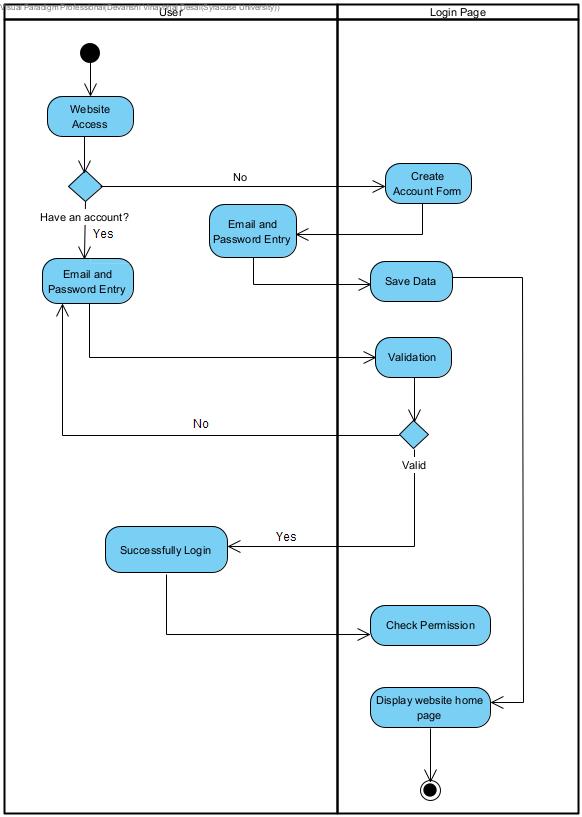 Visual Paradigm Professional(Devanshi Vinaybhai Desai(Syracuse University))
User
Login Page
Website
Access
No
Create
Account Form
Have an account?
Yes
Email and
Password Entry
Email and
Password Entry
Save Data
Validation
No
Valid
Yes
Successfully Login
Check Permission
Display website home
page